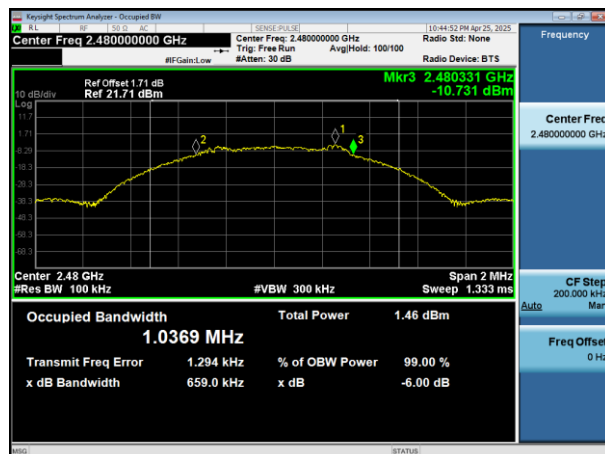 Keysight Spectrum Analyzer - Occupied BW
RL RF 50 Ω AC SENSE:PULSE 10:44:52 PM Apr 25, 2025
Center Freq 2.480000000 GHz
Center Freq: 2.480000000 GHz
Radio Std: None
Trig: Free Run
Avg|Hold: 100/100
#IFGain:Low
#Atten: 30 dB
Radio Device: BTS
Frequency
Ref Offset 1.71 dB
Mkr3 2.480331 GHz
10 dB/div
Ref 21.71 dBm
-10.731 dBm
Log
11.7
1.71
-8.29
-18.3
-28.3
-38.3
-48.3
-58.3
-68.3
1
2
3
Center 2.48 GHz
Span 2 MHz
#Res BW 100 kHz
#VBW 300 kHz
Sweep 1.333 ms
Occupied Bandwidth
Total Power 1.46 dBm
1.0369 MHz
Transmit Freq Error 1.294 kHz
% of OBW Power 99.00 %
x dB Bandwidth 659.0 kHz
x dB -6.00 dB
Center Freq
2.480000000 GHz
CF Step
200.000 kHz
Auto Man
Freq Offset
0 Hz
MSG STATUS